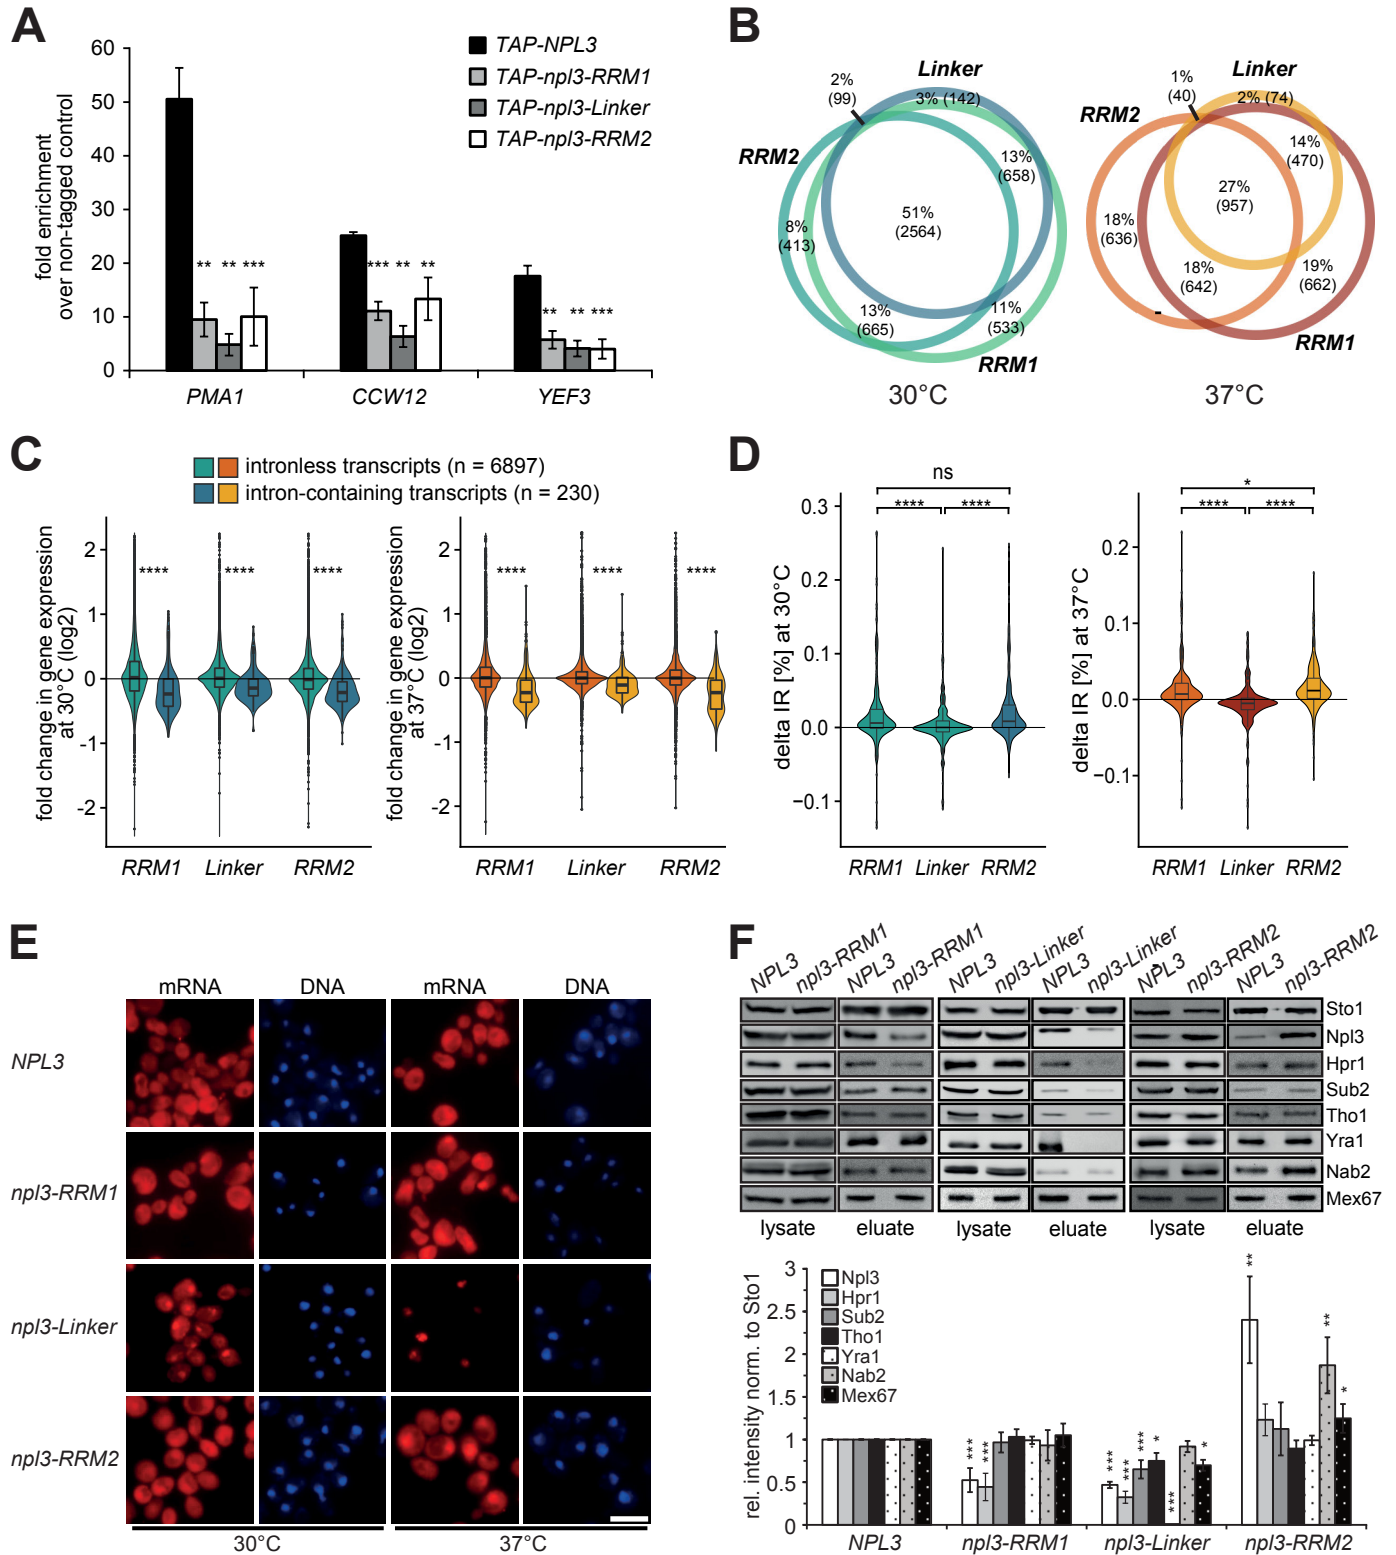 A
60
50
40
30
20
10
0
fold enrichment
over non-tagged control
TAP-NPL3
TAP-npl3-RRM1
TAP-npl3-Linker
TAP-npl3-RRM2
** ** ***
*** ** **
** ** ***
PMA1 CCW12 YEF3
B
Linker
2%
(99)
3% (142)
RRM2
13%
(658)
51%
(2564)
8%
(413)
13%
(665)
11%
(533)
RRM1
30°C
Linker
1%
(40)
2% (74)
RRM2
14%
(470)
27%
(957)
18%
(636)
18%
(642)
19%
(662)
-
RRM1
37°C
C
intronless transcripts (n = 6897)
intron-containing transcripts (n = 230)
fold change in gene expression
at 30°C (log2)
2
1
0
-1
-2
**** **** ****
RRM1 Linker RRM2
fold change in gene expression
at 37°C (log2)
2
1
0
-1
-2
**** **** ****
RRM1 Linker RRM2
D
delta IR [%] at 30°C
0.3
0.2
0.1
0.0
−0.1
ns
**** ****
RRM1 Linker RRM2
delta IR [%] at 37°C
0.2
0.1
0.0
−0.1
*
**** ****
RRM1 Linker RRM2
E
mRNA DNA mRNA DNA
NPL3
npl3-RRM1
npl3-Linker
npl3-RRM2
30°C 37°C
F
NPL3 npl3-RRM1 NPL3 npl3-RRM1 NPL3 npl3-Linker NPL3 npl3-Linker NPL3 npl3-RRM2 NPL3 npl3-RRM2
Sto1
Npl3
Hpr1
Sub2
Tho1
Yra1
Nab2
Mex67
lysate eluate lysate eluate lysate eluate
rel. intensity norm. to Sto1
3
2.5
2
1.5
1
0.5
0
Npl3
Hpr1
Sub2
Tho1
Yra1
Nab2
Mex67
*** ***
*** *** *** * *** *
** ** *
NPL3 npl3-RRM1 npl3-Linker npl3-RRM2